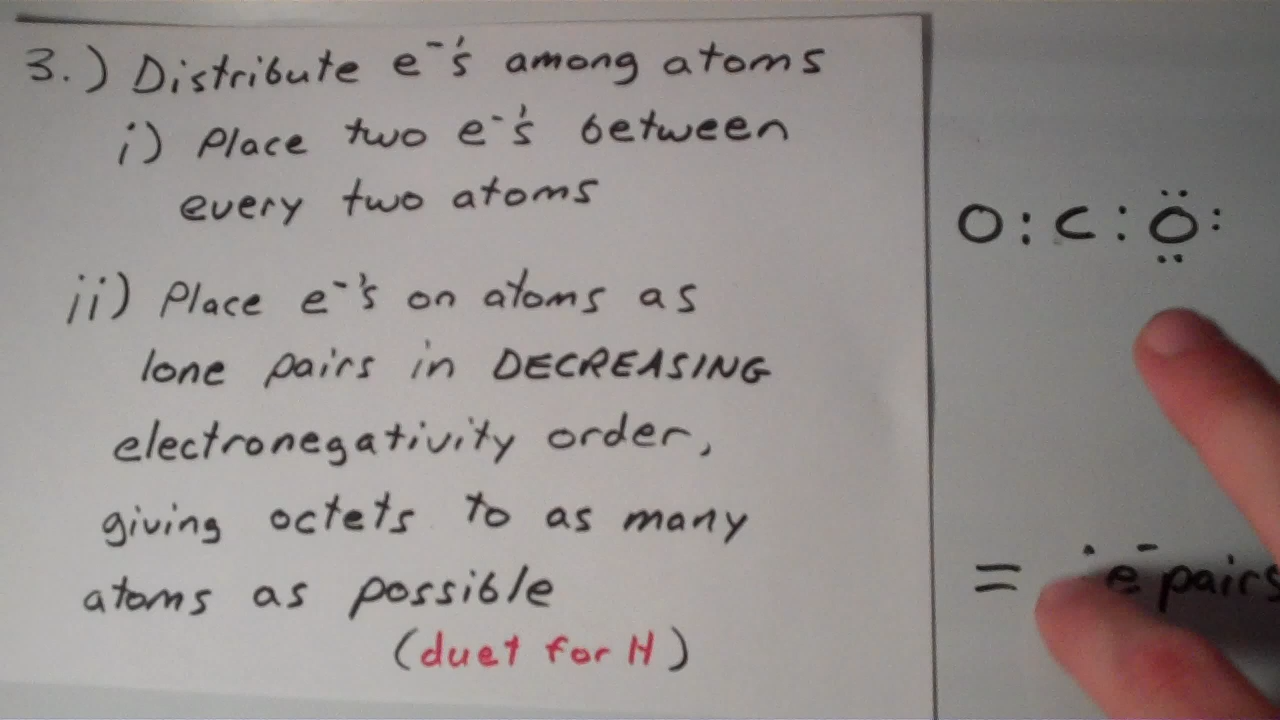 3.) Distribute e⁻'s among atoms
i) Place two e⁻'s between
every two atoms
ii) Place e⁻'s on atoms as
lone pairs in DECREASING
electronegativity order,
giving octets to as many
atoms as possible
(duet for H)
O : C : Ö :
= e⁻ pairs